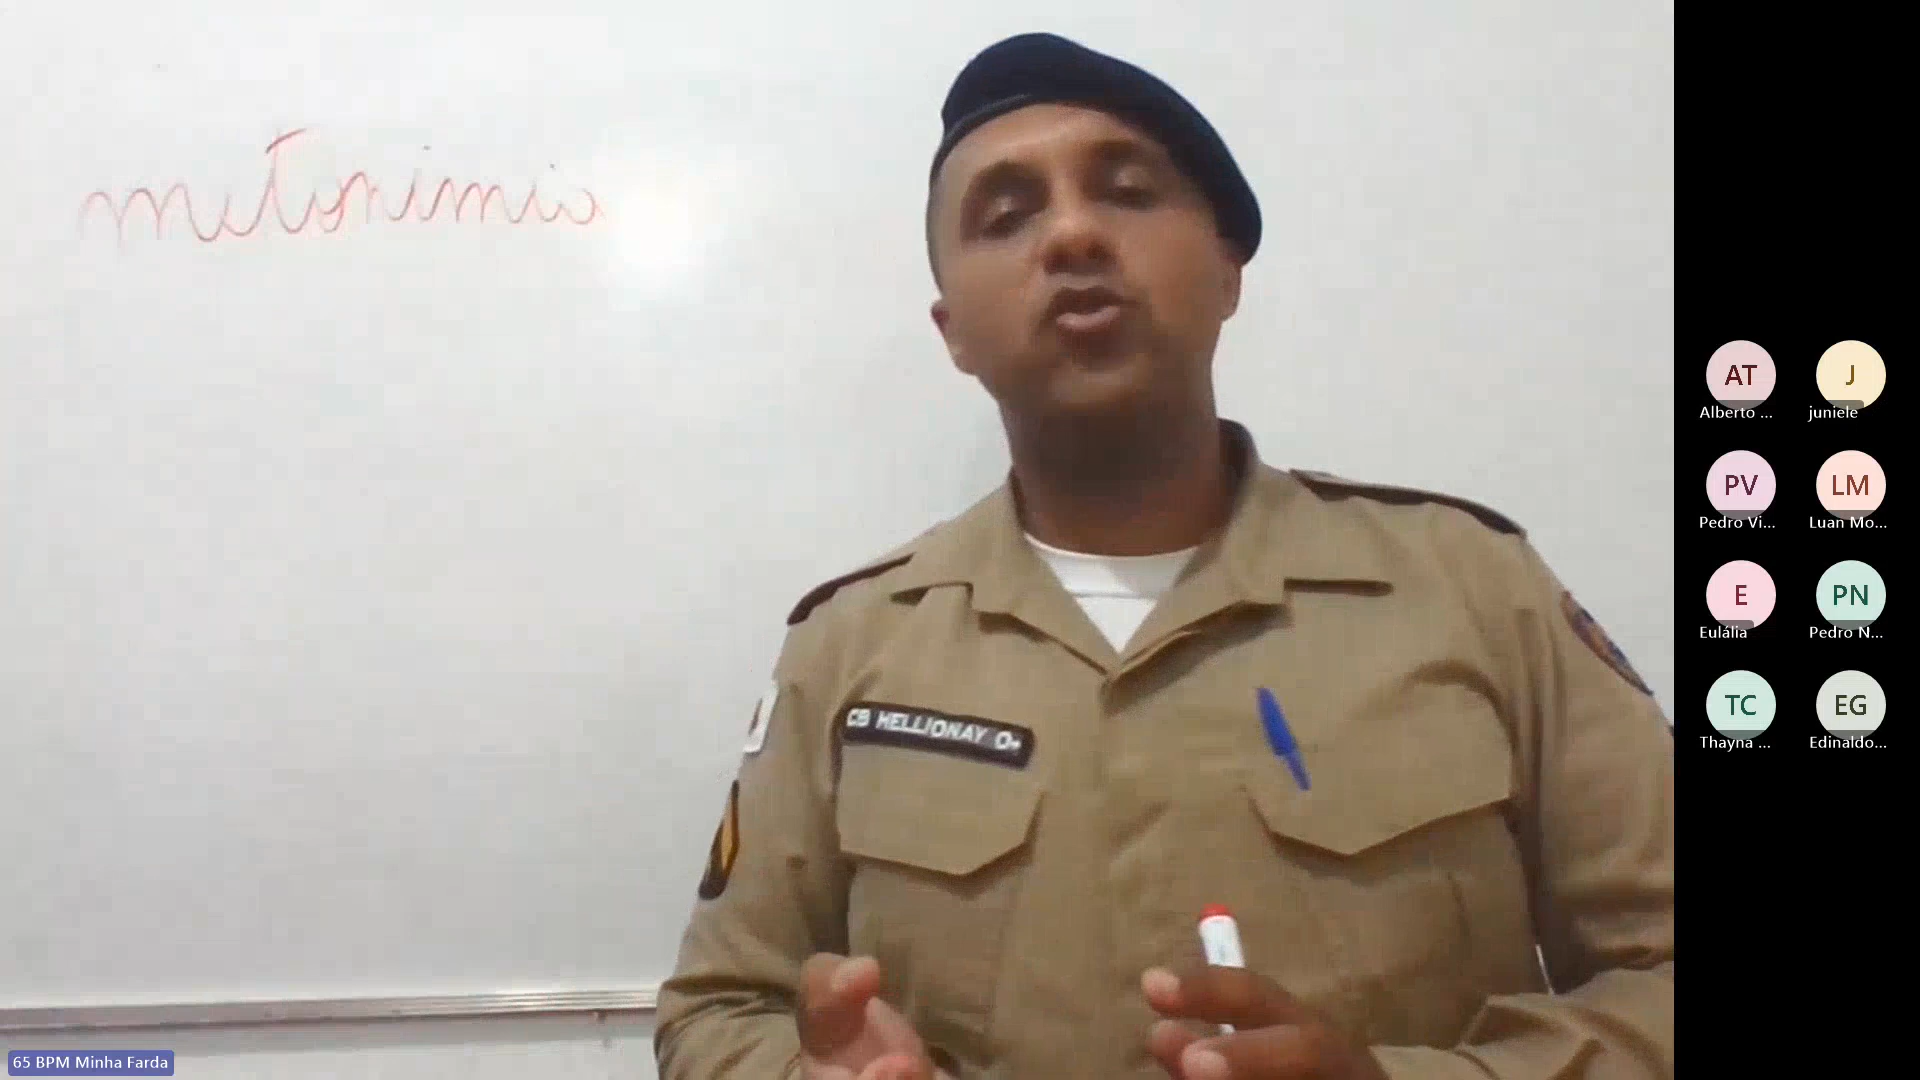 metonimia
CB HELLIONAY O+
AT
Alberto ...
J
juniele
PV
Pedro Vi...
LM
Luan Mo...
E
Eulália
PN
Pedro N...
TC
Thayna ...
EG
Edinaldo...
65 BPM Minha Farda